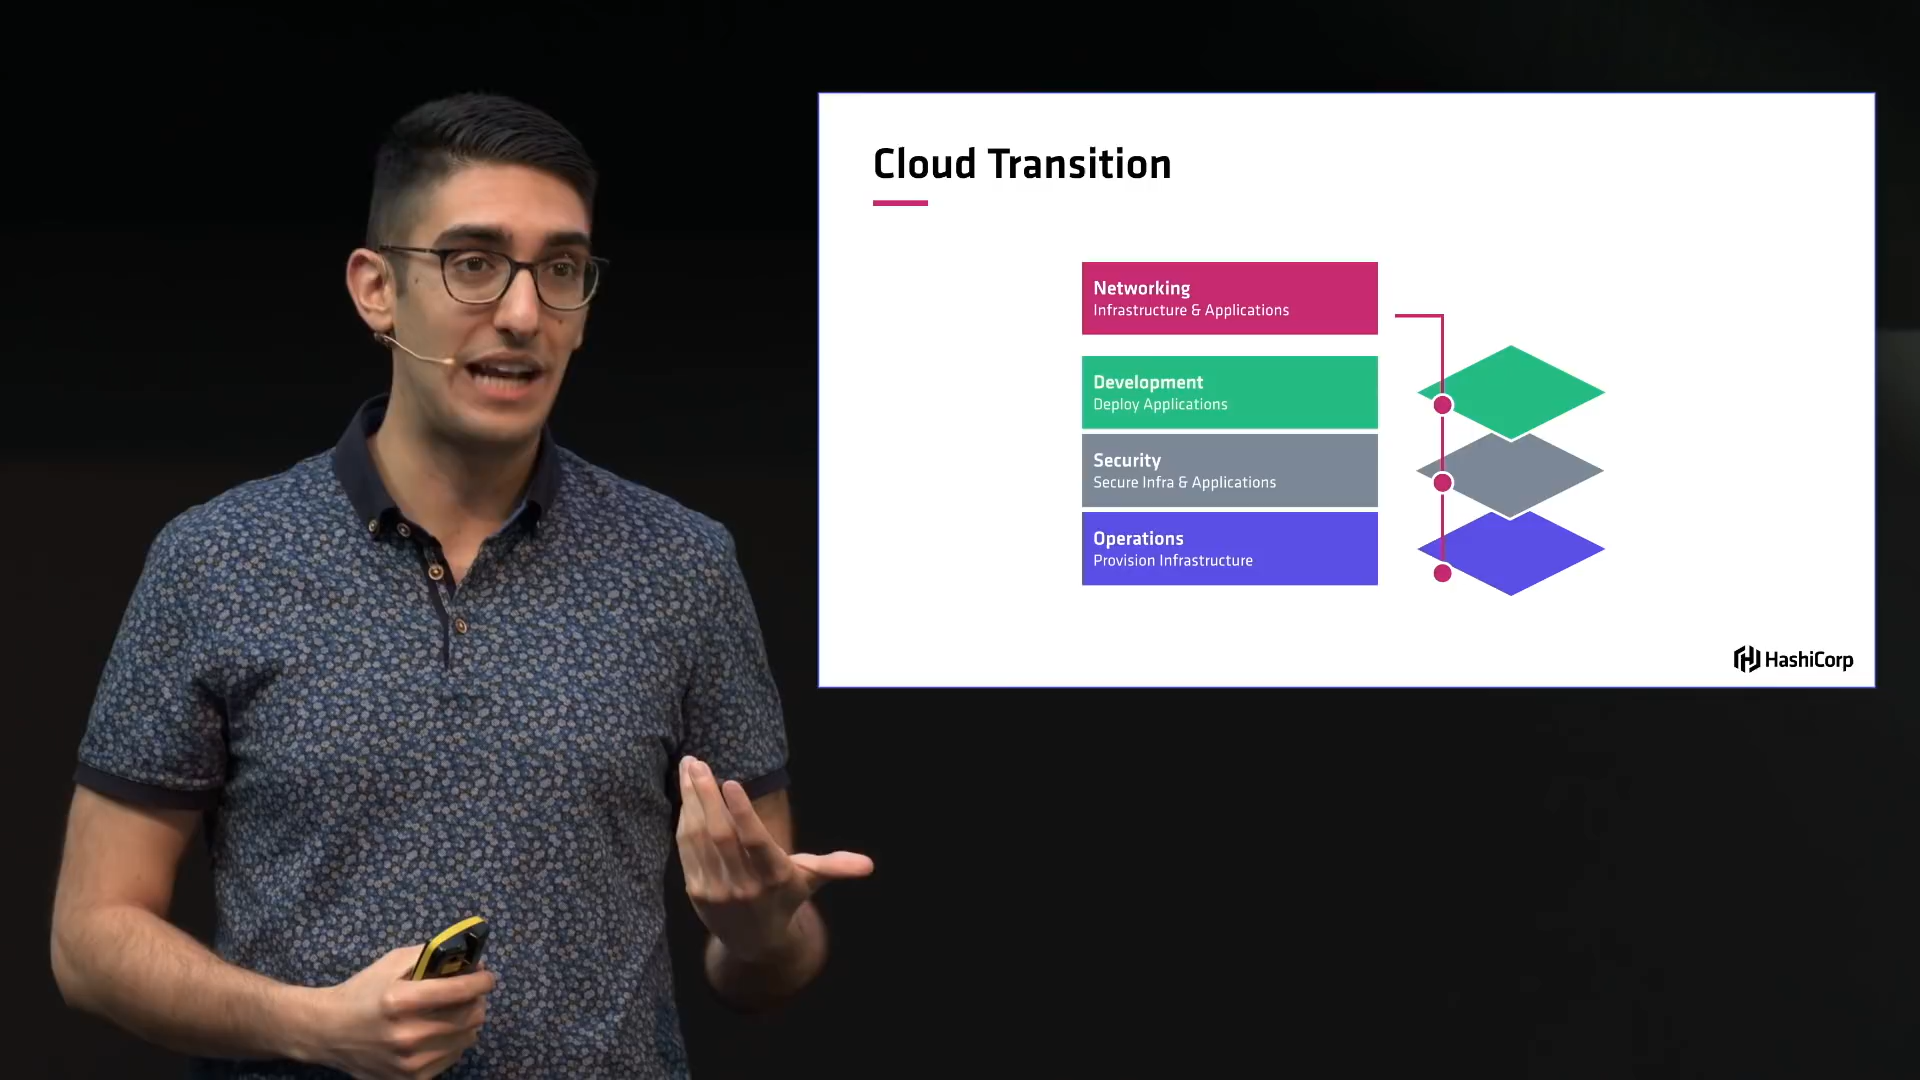 Cloud Transition
Networking
Infrastructure & Applications
Development
Deploy Applications
Security
Secure Infra & Applications
Operations
Provision Infrastructure
HashiCorp